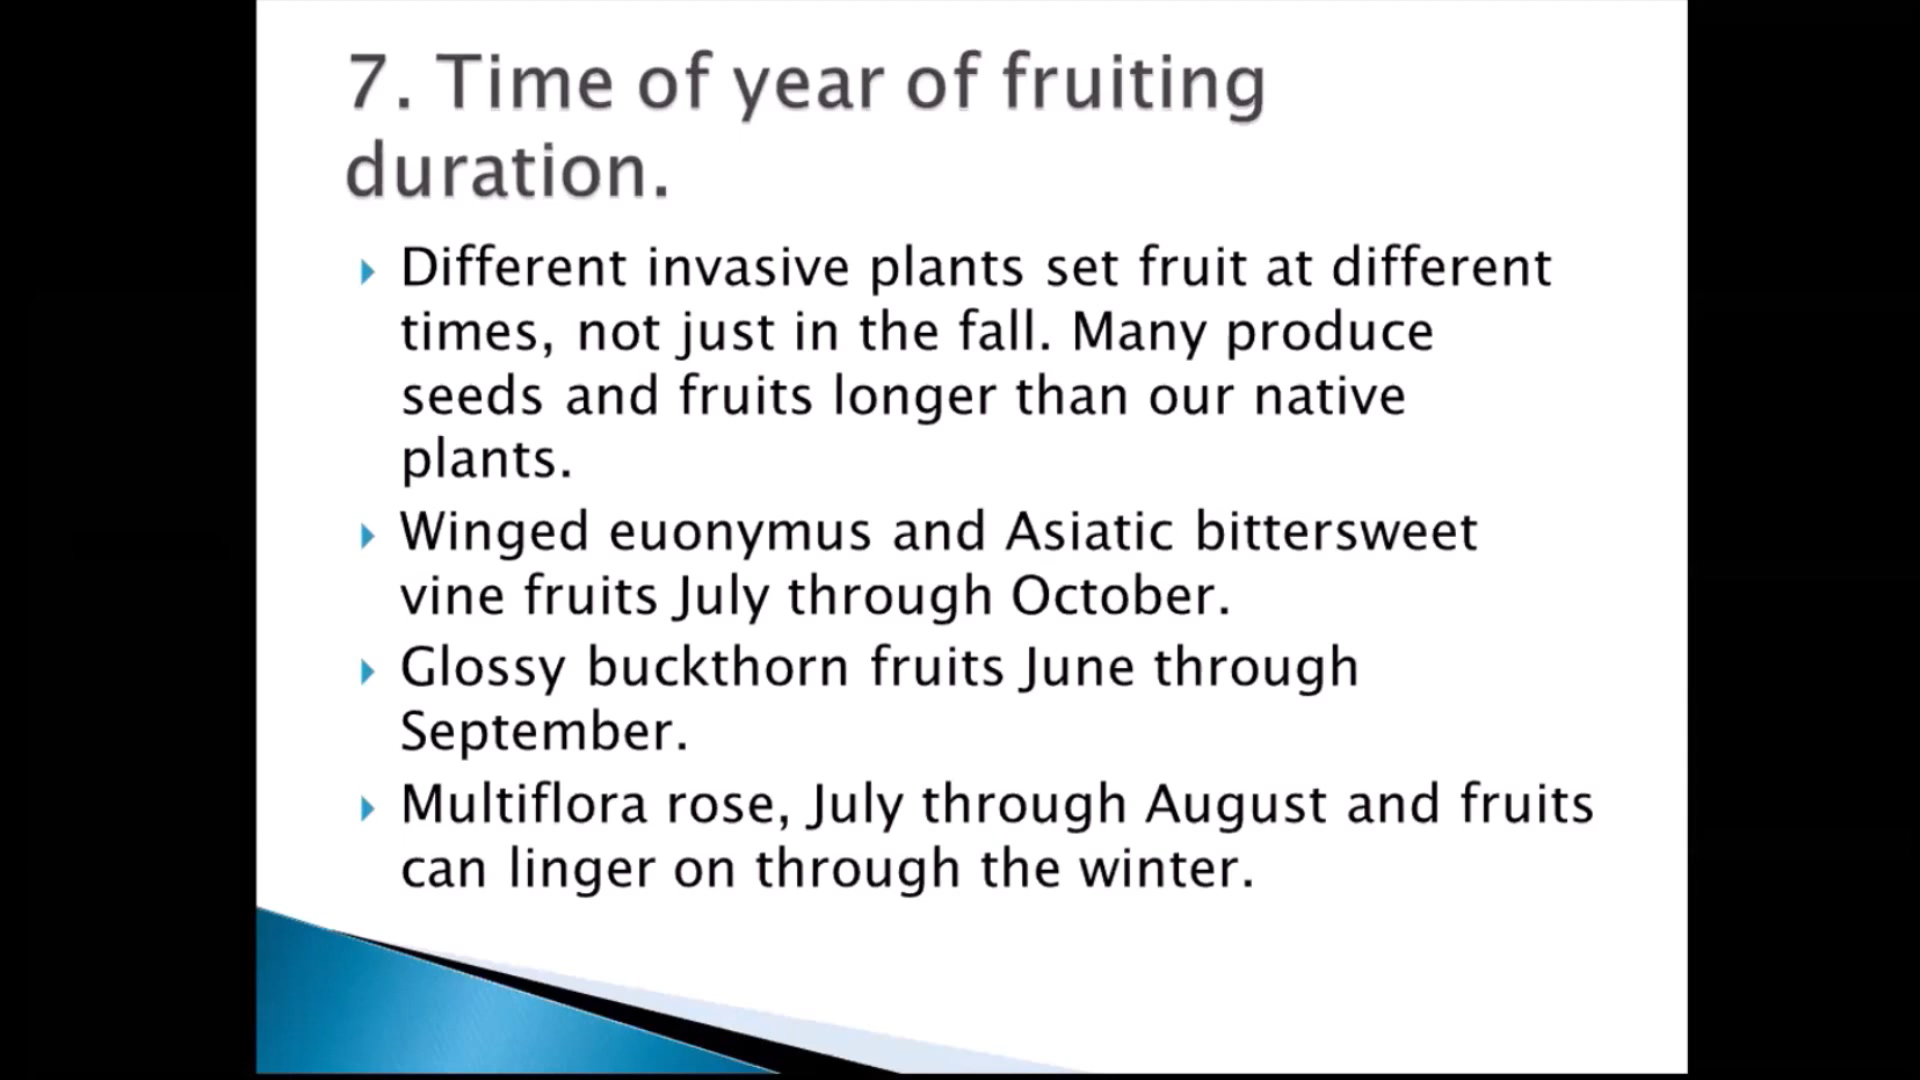 7. Time of year of fruiting
duration.
Different invasive plants set fruit at different
times, not just in the fall. Many produce
seeds and fruits longer than our native
plants.
Winged euonymus and Asiatic bittersweet
vine fruits July through October.
Glossy buckthorn fruits June through
September.
Multiflora rose, July through August and fruits
can linger on through the winter.